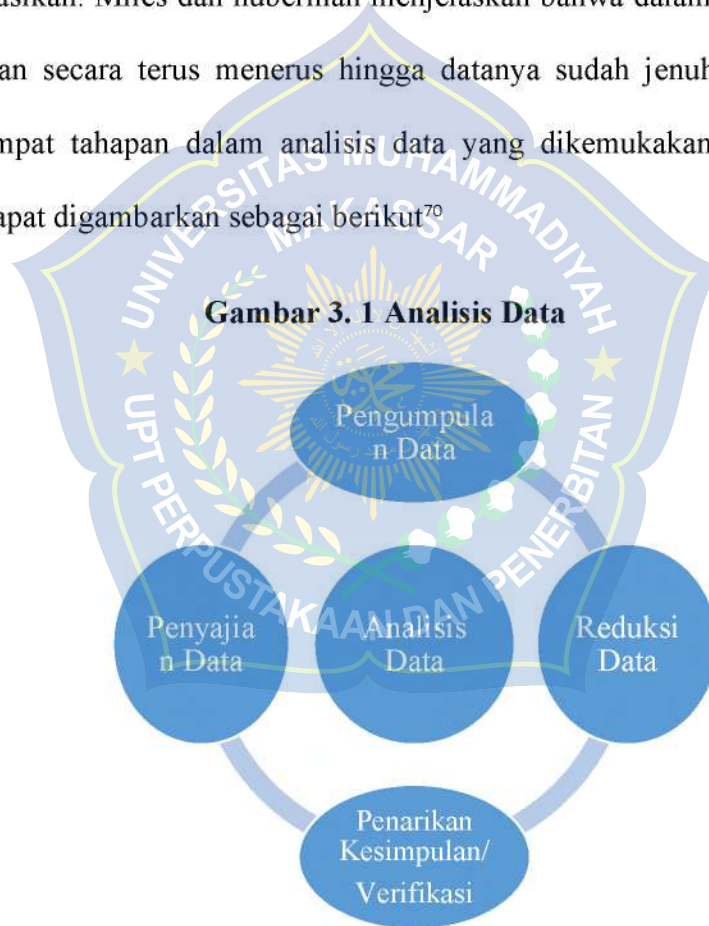 usikan. Miles dan huberman menjelaskan bahwa dalam
an secara terus menerus hingga datanya sudah jenuh
mpat tahapan dalam analisis data yang dikemukakan
apat digambarkan sebagai berikut⁷⁰
UNIVERSITAS MUHAMMADIYAH
MAKASSAR
Gambar 3. 1 Analisis Data
Pengumpula
n Data
Penyajia
n Data
Analisis
Data
Reduksi
Data
Penarikan
Kesimpulan/
Verifikasi
UPT PERPUSTAKAAN DAN PENERBITAN